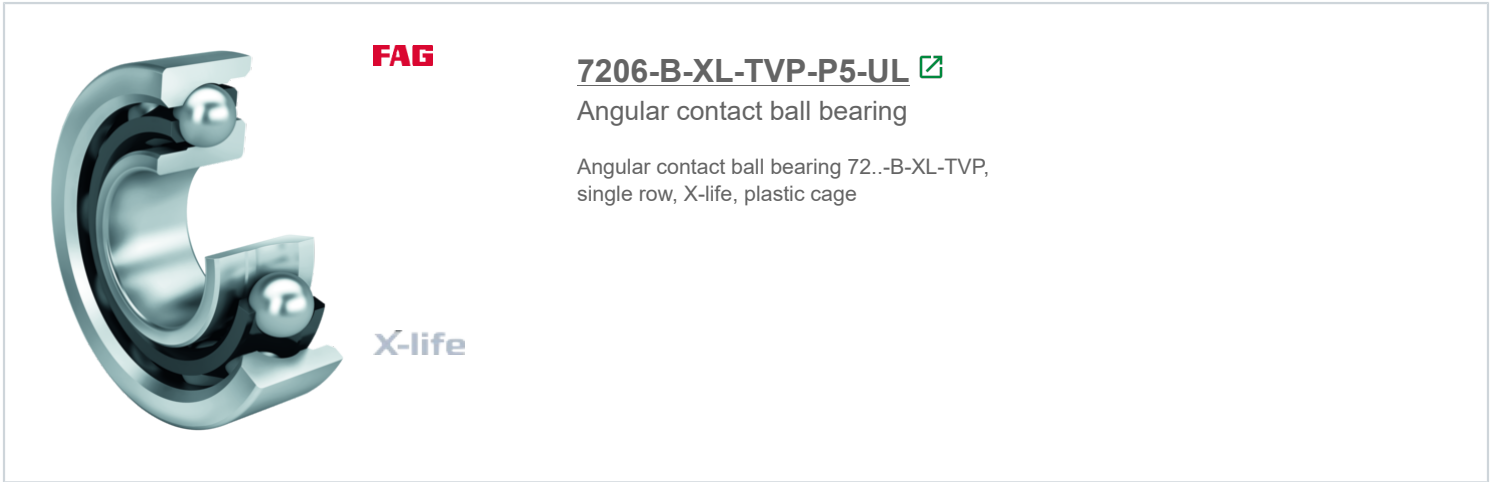 FAG
7206-B-XL-TVP-P5-UL
Angular contact ball bearing
Angular contact ball bearing 72..-B-XL-TVP,
single row, X-life, plastic cage
X-life